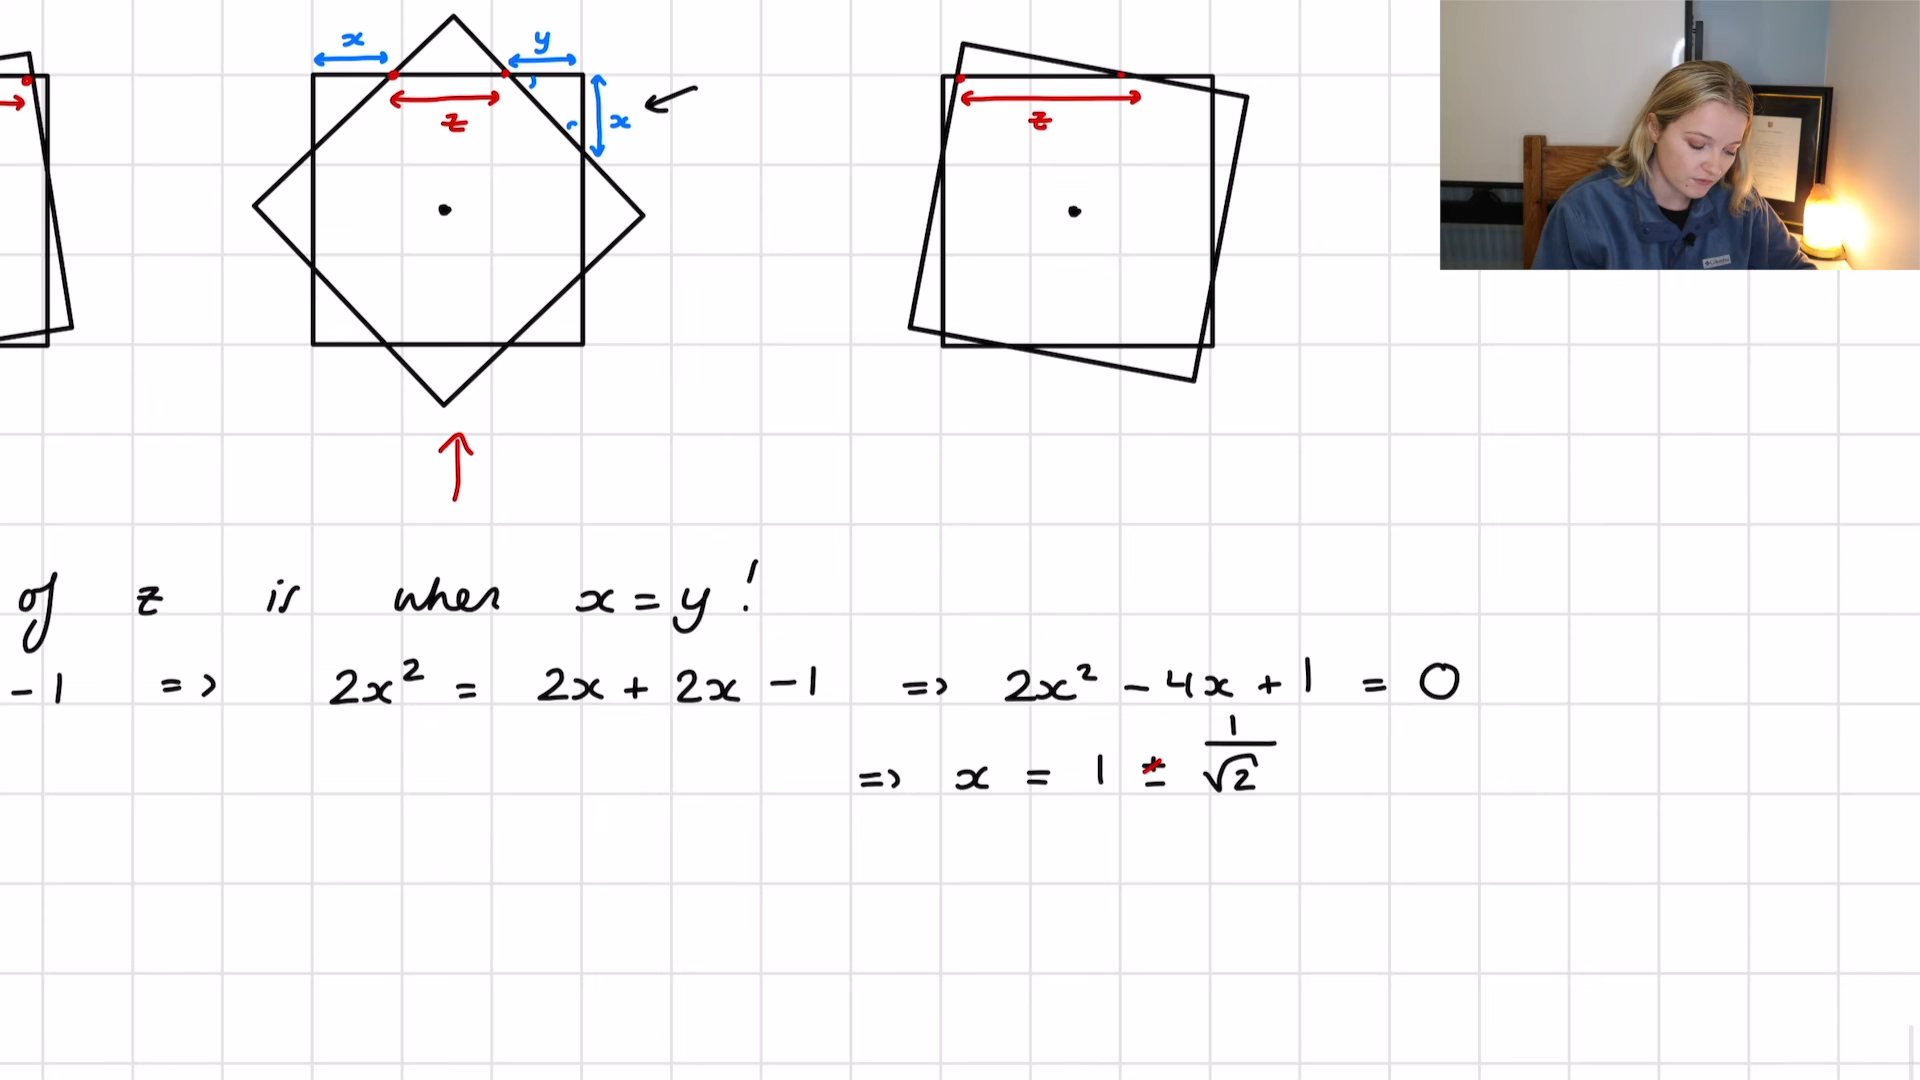 x y
z x z
of z is when x = y !
-1 => 2x² = 2x + 2x -1 => 2x² - 4x + 1 = 0
=> x = 1 ± 1/√2